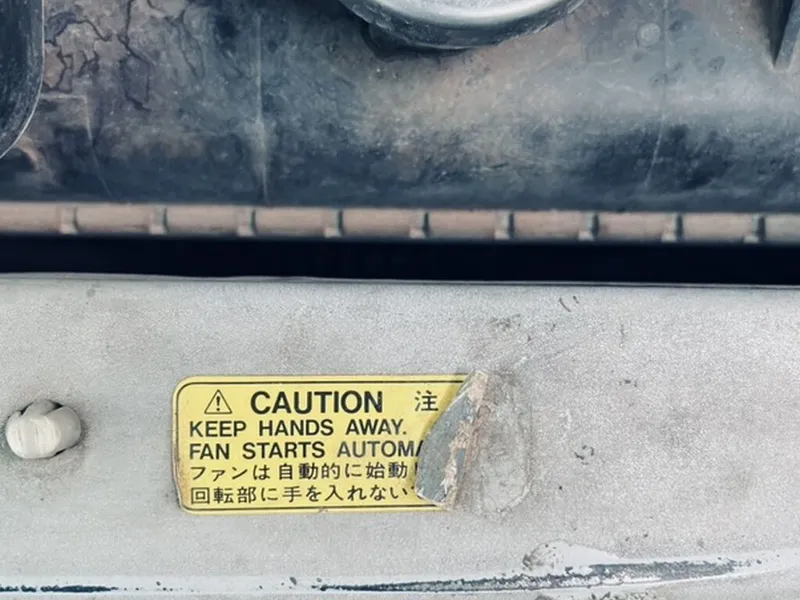 ⚠ CAUTION 注
KEEP HANDS AWAY.
FAN STARTS
ファンは自動的に始動
回転部に手を入れない